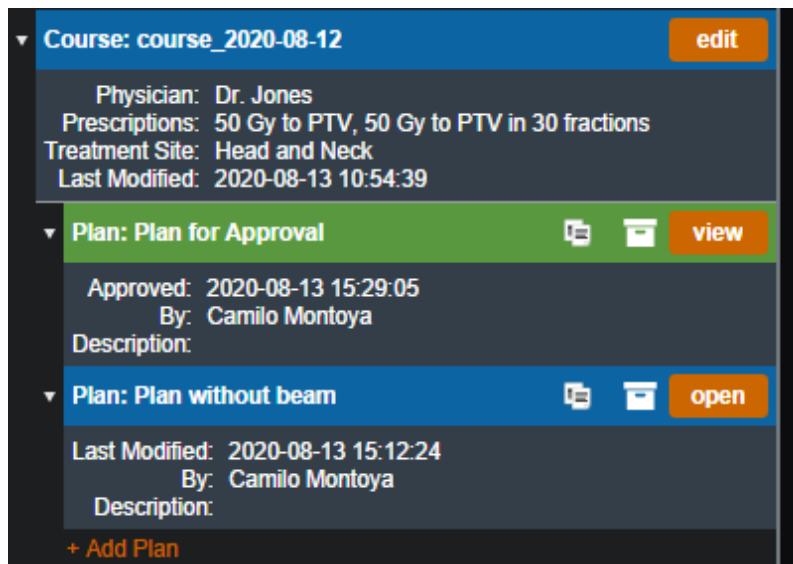 Course: course_2020-08-12 edit
Physician: Dr. Jones
Prescriptions: 50 Gy to PTV, 50 Gy to PTV in 30 fractions
Treatment Site: Head and Neck
Last Modified: 2020-08-13 10:54:39
Plan: Plan for Approval view
Approved: 2020-08-13 15:29:05
By: Camilo Montoya
Description:
Plan: Plan without beam open
Last Modified: 2020-08-13 15:12:24
By: Camilo Montoya
Description:
+ Add Plan